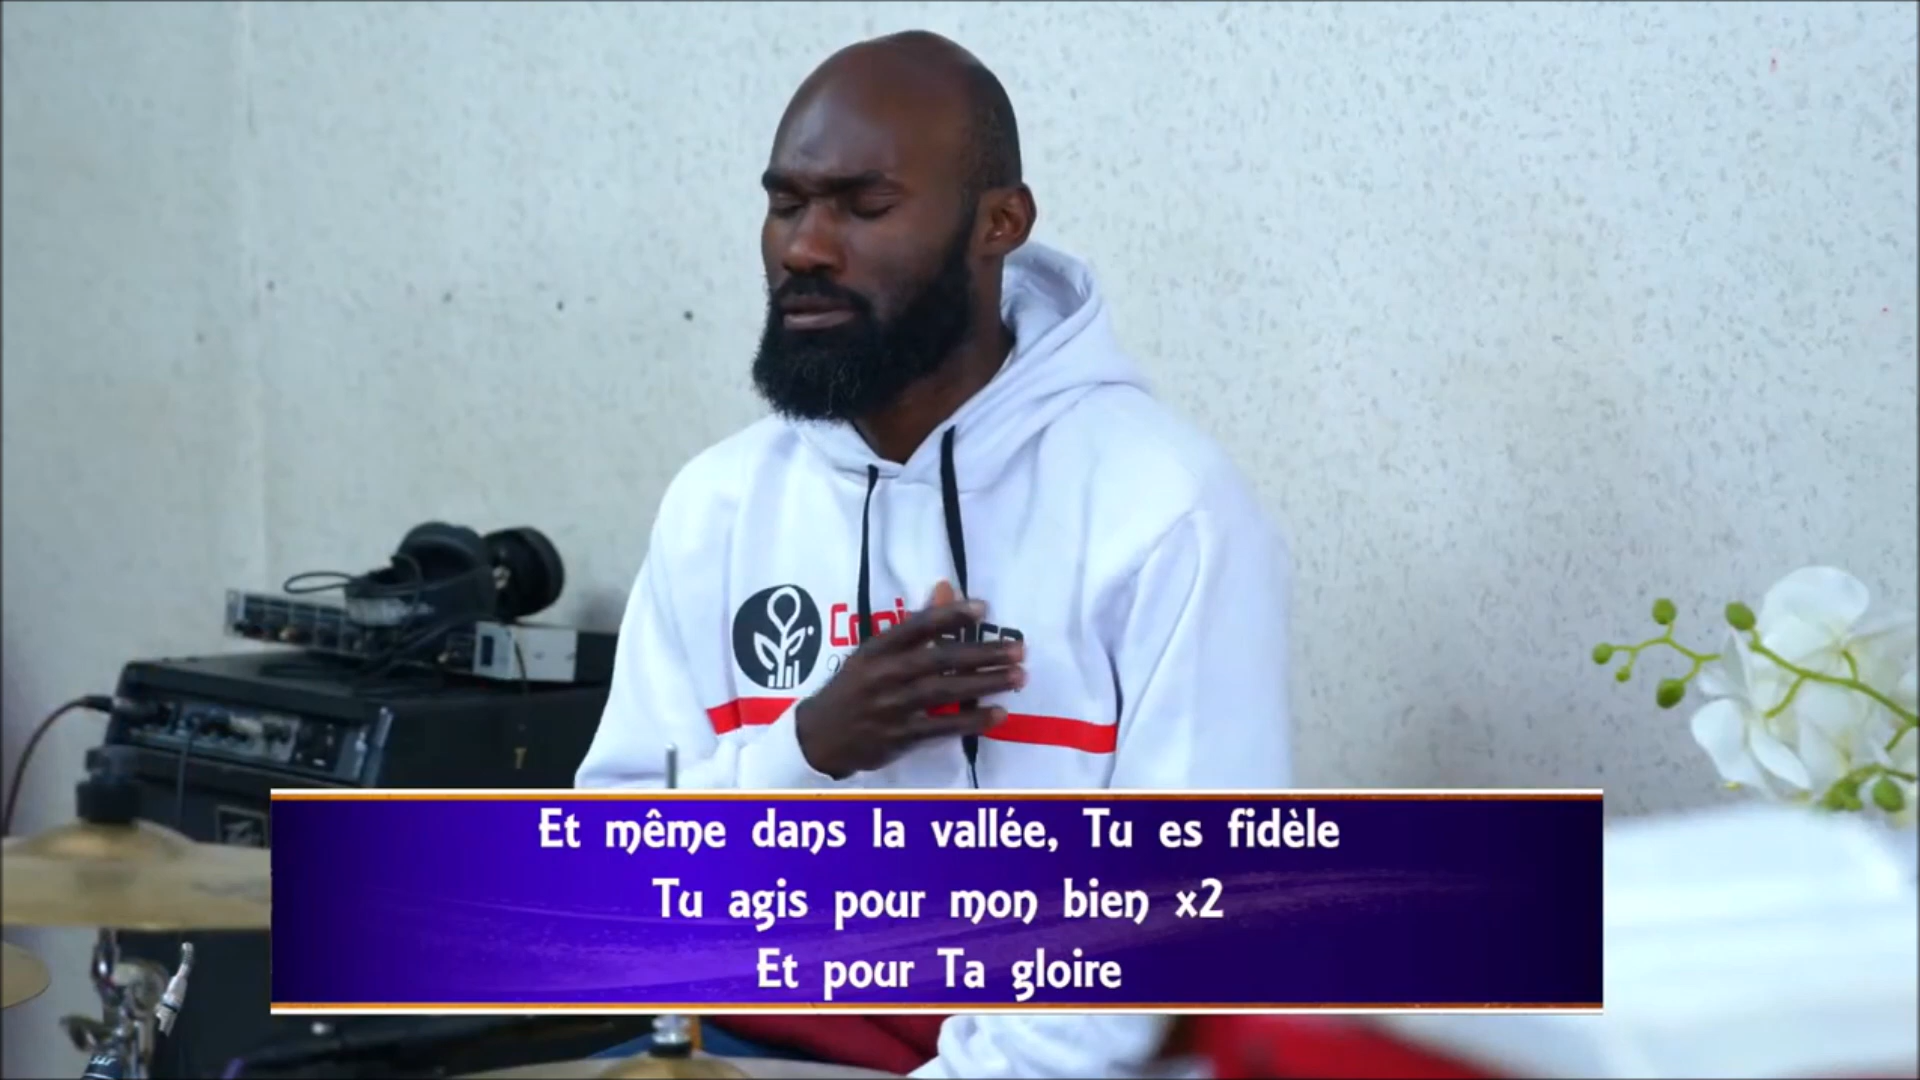 Et même dans la vallée, Tu es fidèle
Tu agis pour mon bien x2
Et pour Ta gloire